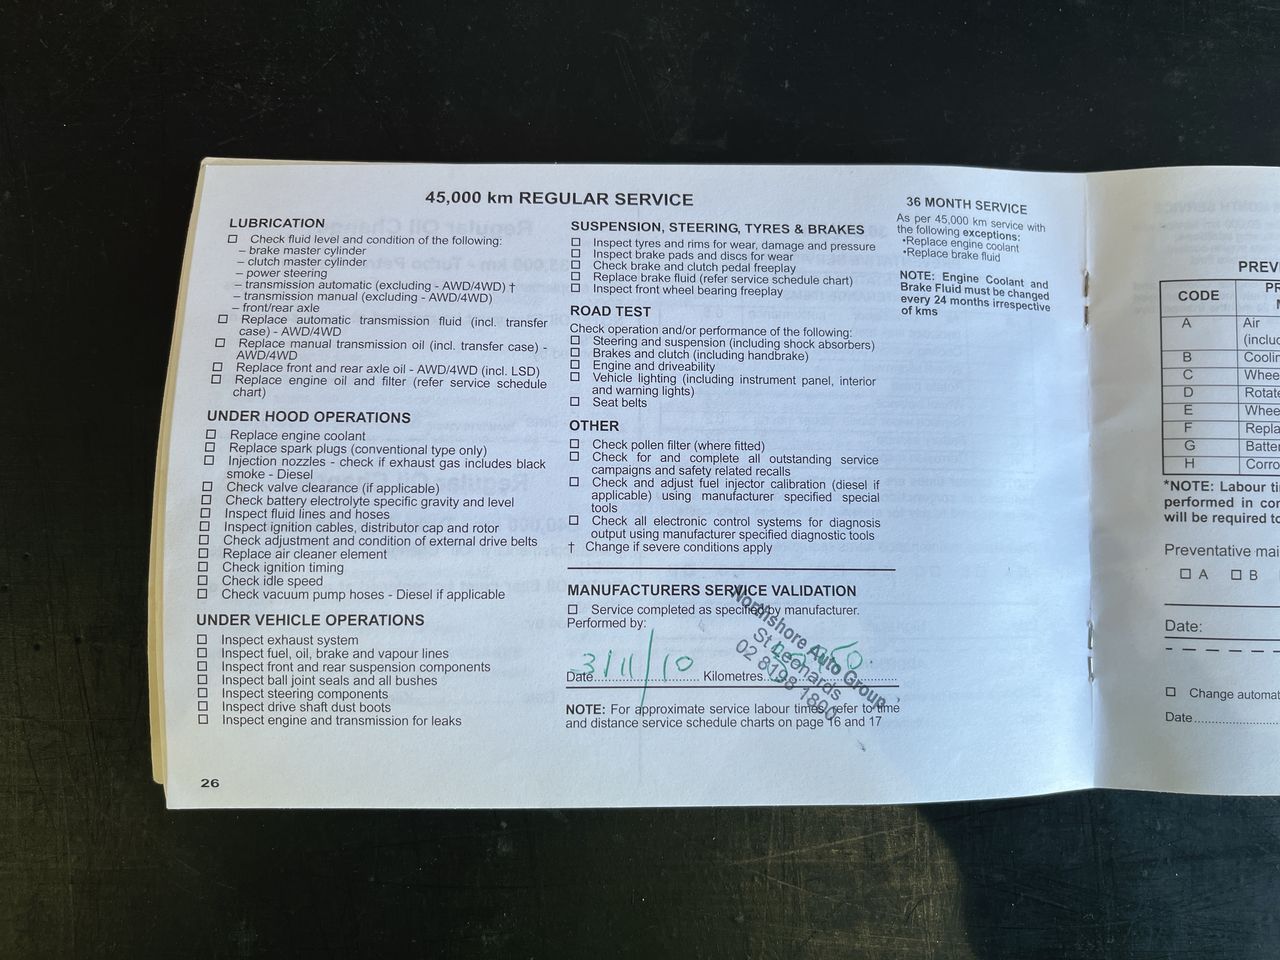 45,000 km REGULAR SERVICE
LUBRICATION
Check fluid level and condition of the following:
– brake master cylinder
– clutch master cylinder
– power steering
– transmission automatic (excluding - AWD/4WD) †
– transmission manual (excluding - AWD/4WD)
– front/rear axle
Replace automatic transmission fluid (incl. transfer
case) - AWD/4WD
Replace manual transmission oil (incl. transfer case) -
AWD/4WD
Replace front and rear axle oil - AWD/4WD (incl. LSD)
Replace engine oil and filter (refer service schedule
chart)
UNDER HOOD OPERATIONS
Replace engine coolant
Replace spark plugs (conventional type only)
Injection nozzles - check if exhaust gas includes black
smoke - Diesel
Check valve clearance (if applicable)
Check battery electrolyte specific gravity and level
Inspect fluid lines and hoses
Inspect ignition cables, distributor cap and rotor
Check adjustment and condition of external drive belts
Replace air cleaner element
Check ignition timing
Check idle speed
Check vacuum pump hoses - Diesel if applicable
UNDER VEHICLE OPERATIONS
Inspect exhaust system
Inspect fuel, oil, brake and vapour lines
Inspect front and rear suspension components
Inspect ball joint seals and all bushes
Inspect steering components
Inspect drive shaft dust boots
Inspect engine and transmission for leaks
26
SUSPENSION, STEERING, TYRES & BRAKES
Inspect tyres and rims for wear, damage and pressure
Inspect brake pads and discs for wear
Check brake and clutch pedal freeplay
Replace brake fluid (refer service schedule chart)
Inspect front wheel bearing freeplay
ROAD TEST
Check operation and/or performance of the following:
Steering and suspension (including shock absorbers)
Brakes and clutch (including handbrake)
Engine and driveability
Vehicle lighting (including instrument panel, interior
and warning lights)
Seat belts
OTHER
Check pollen filter (where fitted)
Check for and complete all outstanding service
campaigns and safety related recalls
Check and adjust fuel injector calibration (diesel if
applicable) using manufacturer specified special
tools
Check all electronic control systems for diagnosis
output using manufacturer specified diagnostic tools
† Change if severe conditions apply
MANUFACTURERS SERVICE VALIDATION
Service completed as specified by manufacturer.
Performed by:
Northshore Auto Group
St Leonards
02 8198 1800
Date 3/11/10 Kilometres
NOTE: For approximate service labour times, refer to time
and distance service schedule charts on page 16 and 17
36 MONTH SERVICE
As per 45,000 km service with
the following exceptions:
•Replace engine coolant
•Replace brake fluid
NOTE: Engine Coolant and
Brake Fluid must be changed
every 24 months irrespective
of kms
CODE
A Air
B
C
D
E
F
G
H
*NOTE: Labour
performed in
will be required
Preventative
A B
Date:
Change
Date